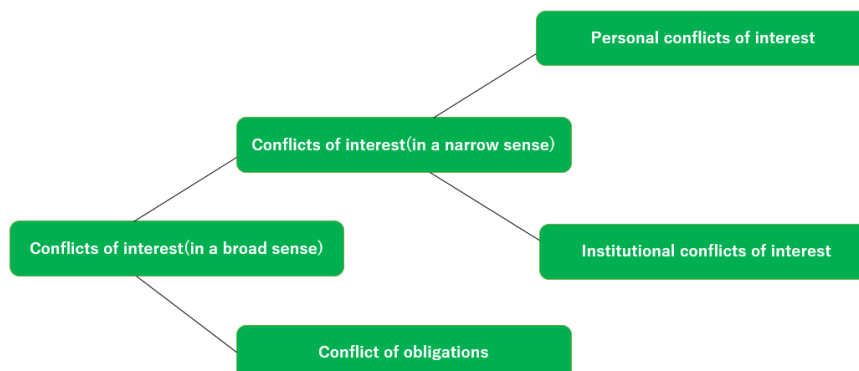 Personal conflicts of interest
Conflicts of interest(in a narrow sense)
Conflicts of interest(in a broad sense)
Institutional conflicts of interest
Conflict of obligations